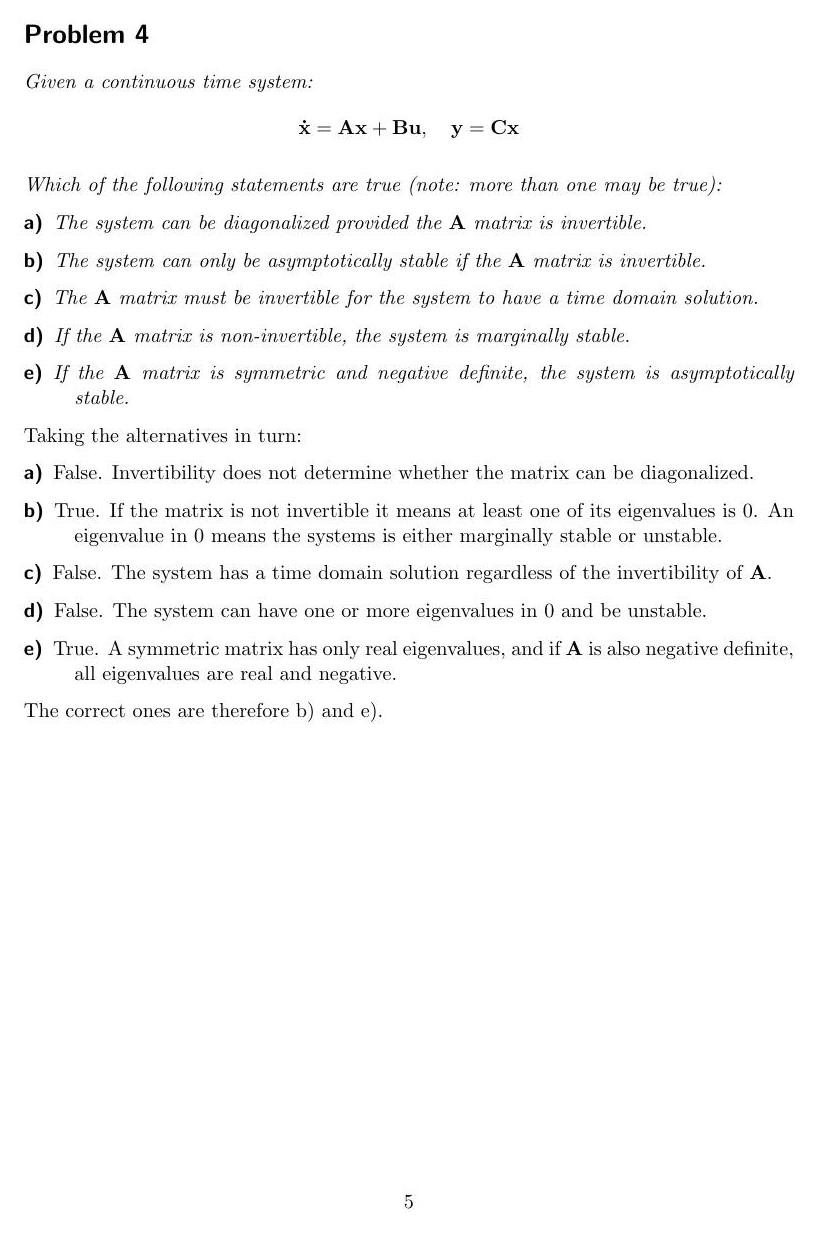 Problem 4
Given a continuous time system:
ẋ = Ax + Bu, y = Cx
Which of the following statements are true (note: more than one may be true):
a) The system can be diagonalized provided the A matrix is invertible.
b) The system can only be asymptotically stable if the A matrix is invertible.
c) The A matrix must be invertible for the system to have a time domain solution.
d) If the A matrix is non-invertible, the system is marginally stable.
e) If the A matrix is symmetric and negative definite, the system is asymptotically
stable.
Taking the alternatives in turn:
a) False. Invertibility does not determine whether the matrix can be diagonalized.
b) True. If the matrix is not invertible it means at least one of its eigenvalues is 0. An
eigenvalue in 0 means the systems is either marginally stable or unstable.
c) False. The system has a time domain solution regardless of the invertibility of A.
d) False. The system can have one or more eigenvalues in 0 and be unstable.
e) True. A symmetric matrix has only real eigenvalues, and if A is also negative definite,
all eigenvalues are real and negative.
The correct ones are therefore b) and e).
5